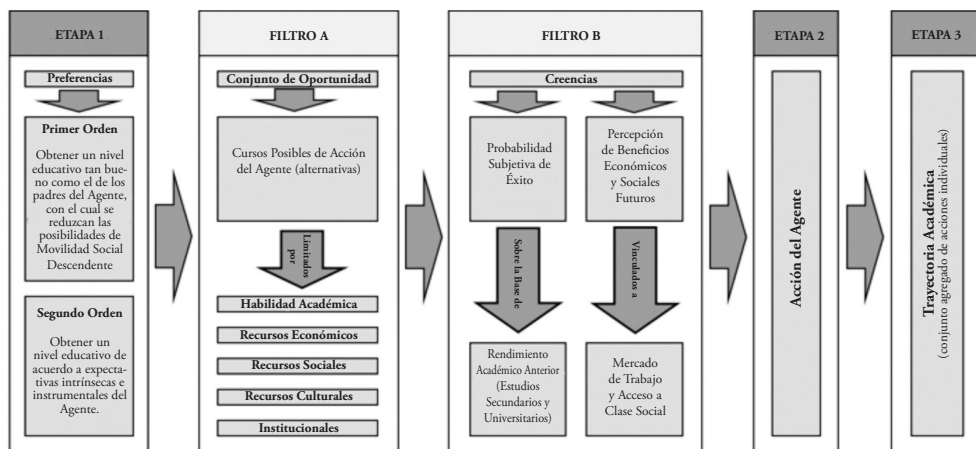 ETAPA 1
Preferencias
Primer Orden
Obtener un nivel
educativo tan bue-
no como el de los
padres del Agente,
con el cual se
reduzcan las
posibilidades de
Movilidad Social
Descendente
Segundo Orden
Obtener un
nivel educativo de
acuerdo a expecta-
tivas intrínsecas e
instrumentales del
Agente.
FILTRO A
Conjunto de Oportunidad
Cursos Posibles de Acción
del Agente (alternativas)
Limitados
por
Habilidad Académica
Recursos Económicos
Recursos Sociales
Recursos Culturales
Institucionales
FILTRO B
Creencias
Probabilidad
Subjetiva de
Éxito
Sobre la Base de
Rendimiento
Académico Anterior
(Estudios
Secundarios y
Universitarios)
Percepción
de Beneficios
Económicos
y Sociales
Futuros
Vinculados a
Mercado
de Trabajo
y Acceso a
Clase Social
ETAPA 2
Acción del Agente
ETAPA 3
Trayectoria Académica
(conjunto agregado de acciones individuales)